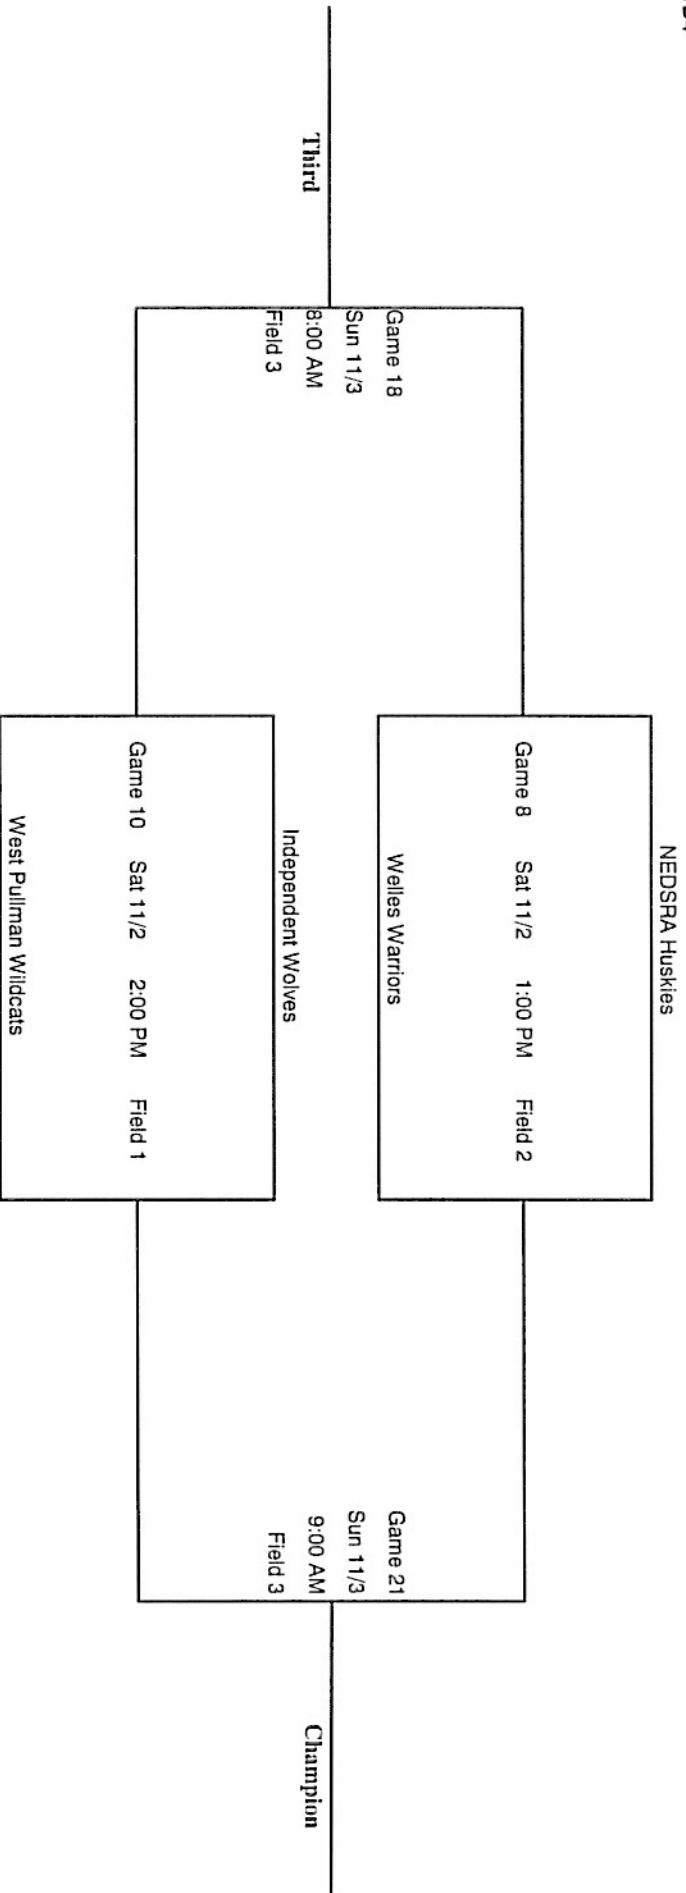 NEDSRA Huskies
Game 8 Sat 11/2 1:00 PM Field 2
Welles Warriors
Game 18
Sun 11/3
8:00 AM
Field 3
Third
Game 21
Sun 11/3
9:00 AM
Field 3
Champion
Independent Wolves
Game 10 Sat 11/2 2:00 PM Field 1
West Pullman Wildcats